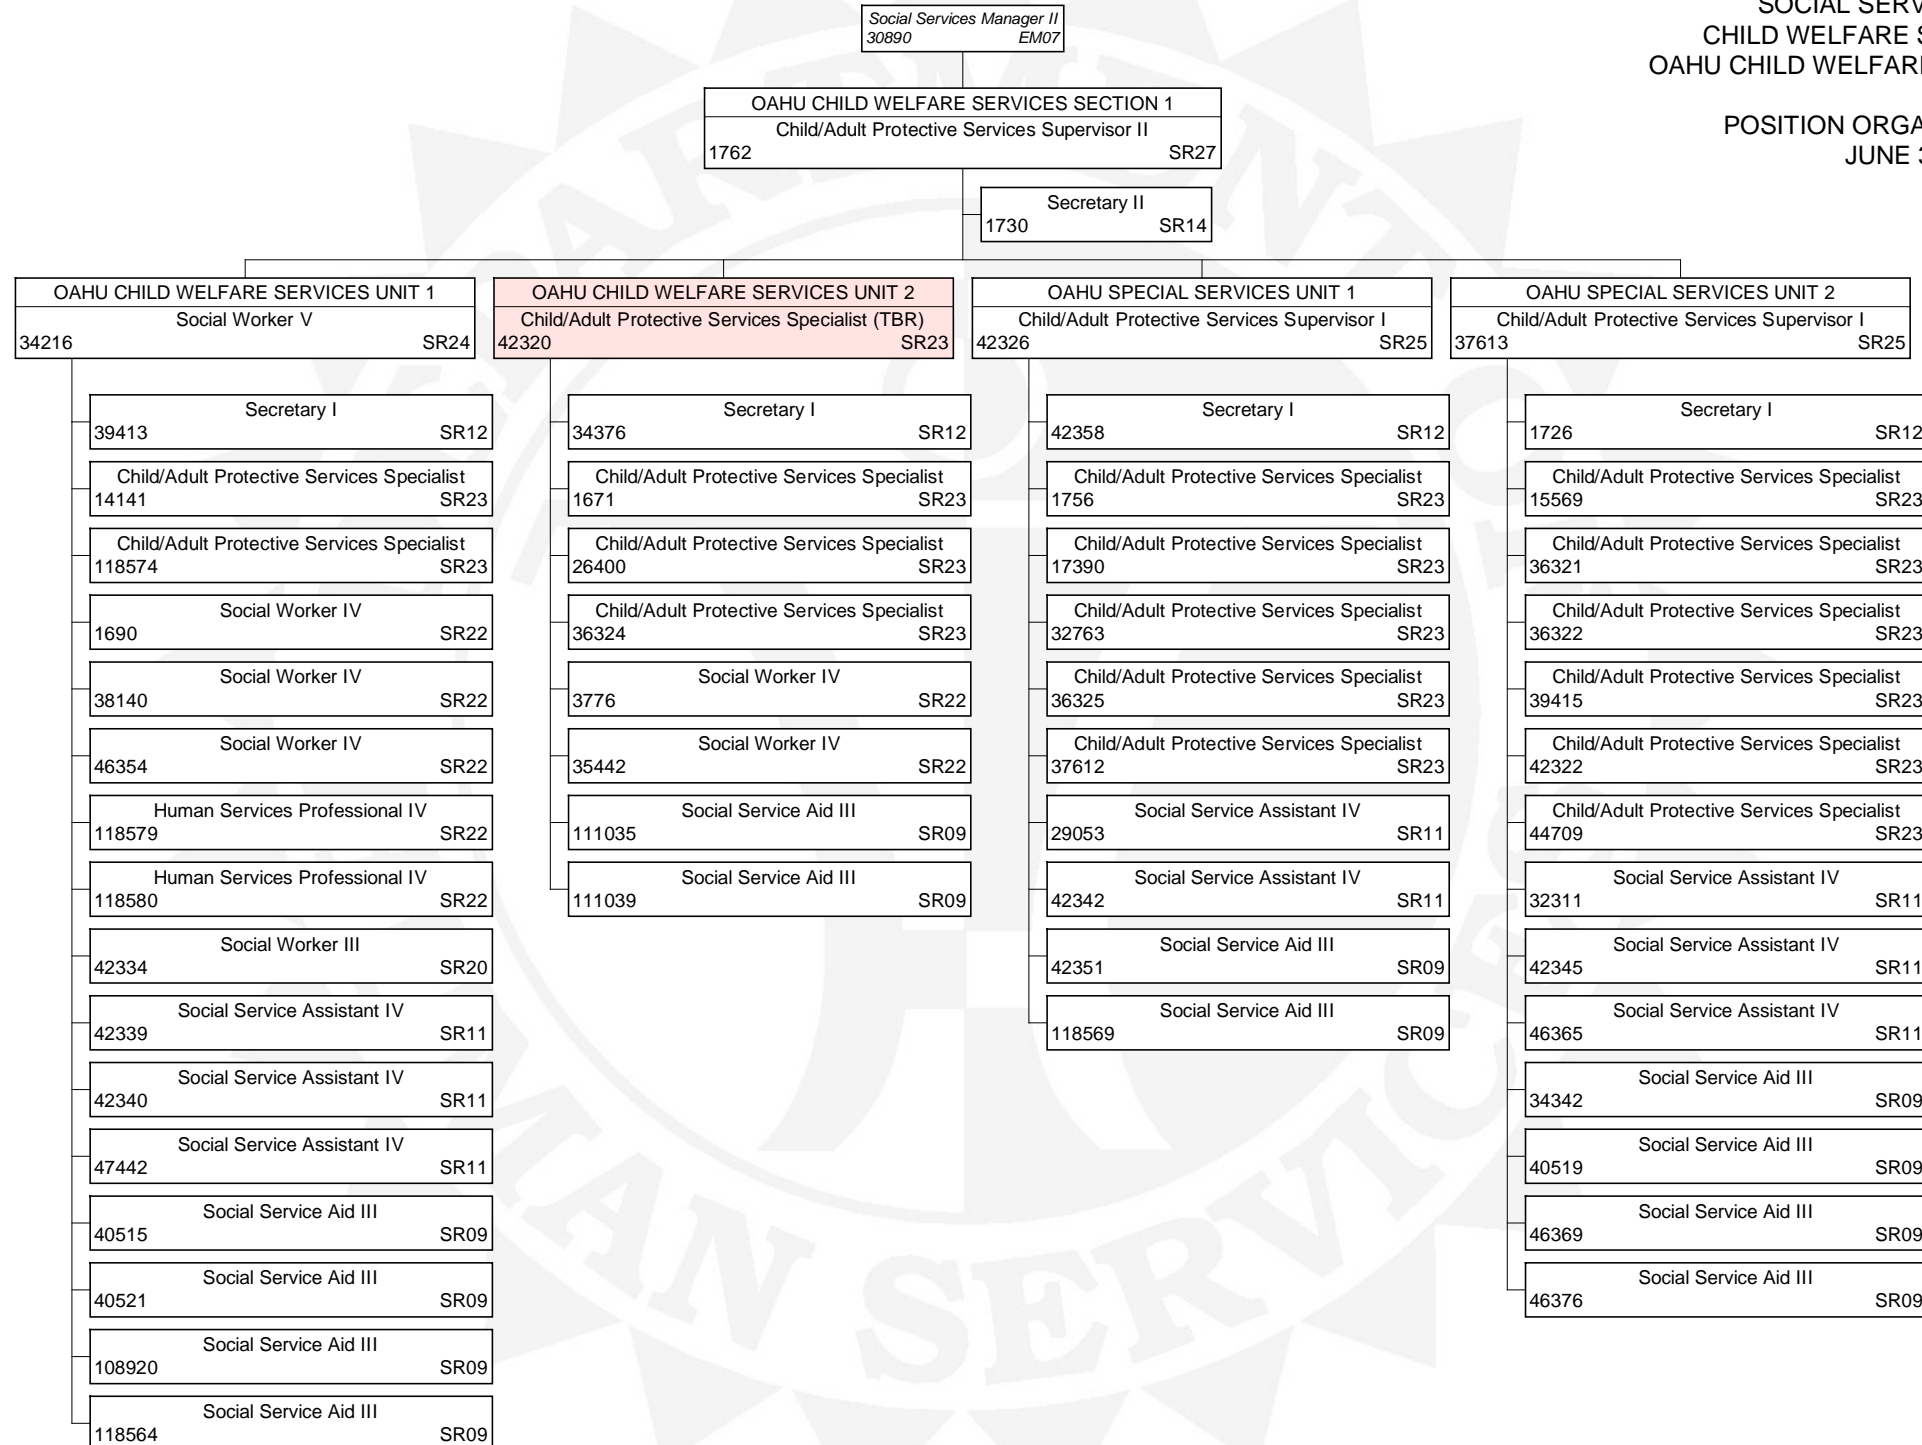 Social Services Manager II
30890 EM07
SOCIAL
CHILD WELFARE
OAHU CHILD
POSITION
JUNE
OAHU CHILD WELFARE SERVICES SECTION 1
Child/Adult Protective Services Supervisor II
1762 SR27
Secretary II
1730 SR14
OAHU CHILD WELFARE SERVICES UNIT 1
Social Worker V
34216 SR24
Secretary I
39413 SR12
Child/Adult Protective Services Specialist
14141 SR23
Child/Adult Protective Services Specialist
118574 SR23
Social Worker IV
1690 SR22
Social Worker IV
38140 SR22
Social Worker IV
46354 SR22
Human Services Professional IV
118579 SR22
Human Services Professional IV
118580 SR22
Social Worker III
42334 SR20
Social Service Assistant IV
42339 SR11
Social Service Assistant IV
42340 SR11
Social Service Assistant IV
47442 SR11
Social Service Aid III
40515 SR09
Social Service Aid III
40521 SR09
Social Service Aid III
108920 SR09
Social Service Aid III
118564 SR09
OAHU CHILD WELFARE SERVICES UNIT 2
Child/Adult Protective Services Specialist (TBR)
42320 SR23
Secretary I
34376 SR12
Child/Adult Protective Services Specialist
1671 SR23
Child/Adult Protective Services Specialist
26400 SR23
Child/Adult Protective Services Specialist
36324 SR23
Social Worker IV
3776 SR22
Social Worker IV
35442 SR22
Social Service Aid III
111035 SR09
Social Service Aid III
111039 SR09
OAHU SPECIAL SERVICES UNIT 1
Child/Adult Protective Services Supervisor I
42326 SR25
Secretary I
42358 SR12
Child/Adult Protective Services Specialist
1756 SR23
Child/Adult Protective Services Specialist
17390 SR23
Child/Adult Protective Services Specialist
32763 SR23
Child/Adult Protective Services Specialist
36325 SR23
Child/Adult Protective Services Specialist
37612 SR23
Social Service Assistant IV
29053 SR11
Social Service Assistant IV
42342 SR11
Social Service Aid III
42351 SR09
Social Service Aid III
118569 SR09
OAHU SPECIAL SERVICES UNIT 2
Child/Adult Protective Services Supervisor I
37613 SR25
Secretary I
1726 SR12
Child/Adult Protective Services Specialist
15569 SR23
Child/Adult Protective Services Specialist
36321 SR23
Child/Adult Protective Services Specialist
36322 SR23
Child/Adult Protective Services Specialist
39415 SR23
Child/Adult Protective Services Specialist
42322 SR23
Child/Adult Protective Services Specialist
44709 SR23
Social Service Assistant IV
32311 SR11
Social Service Assistant IV
42345 SR11
Social Service Assistant IV
46365 SR11
Social Service Aid III
34342 SR09
Social Service Aid III
40519 SR09
Social Service Aid III
46369 SR09
Social Service Aid III
46376 SR09